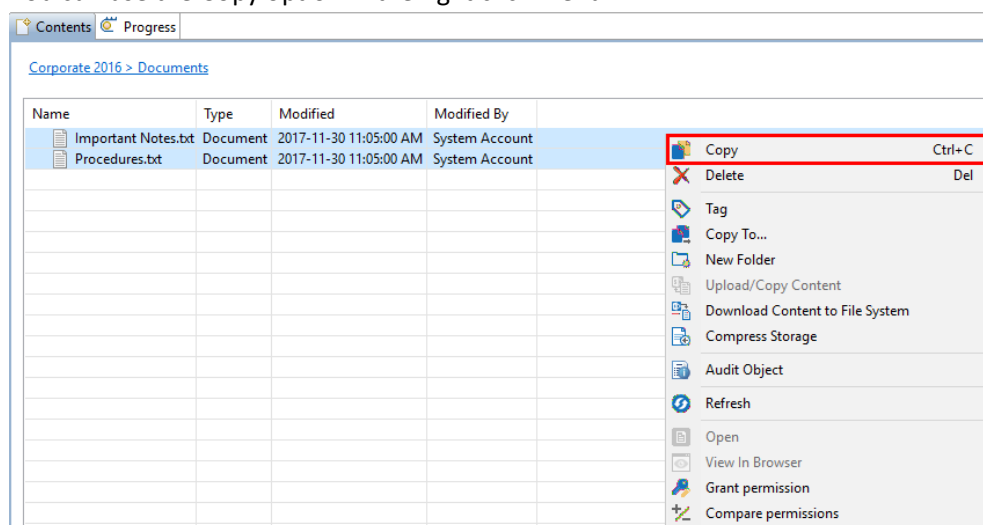 Contents Progress
Corporate 2016 > Documents
Name Type Modified Modified By
Important Notes.txt Document 2017-11-30 11:05:00 AM System Account
Procedures.txt Document 2017-11-30 11:05:00 AM System Account
Copy Ctrl+C
Delete Del
Tag
Copy To...
New Folder
Upload/Copy Content
Download Content to File System
Compress Storage
Audit Object
Refresh
Open
View In Browser
Grant permission
Compare permissions